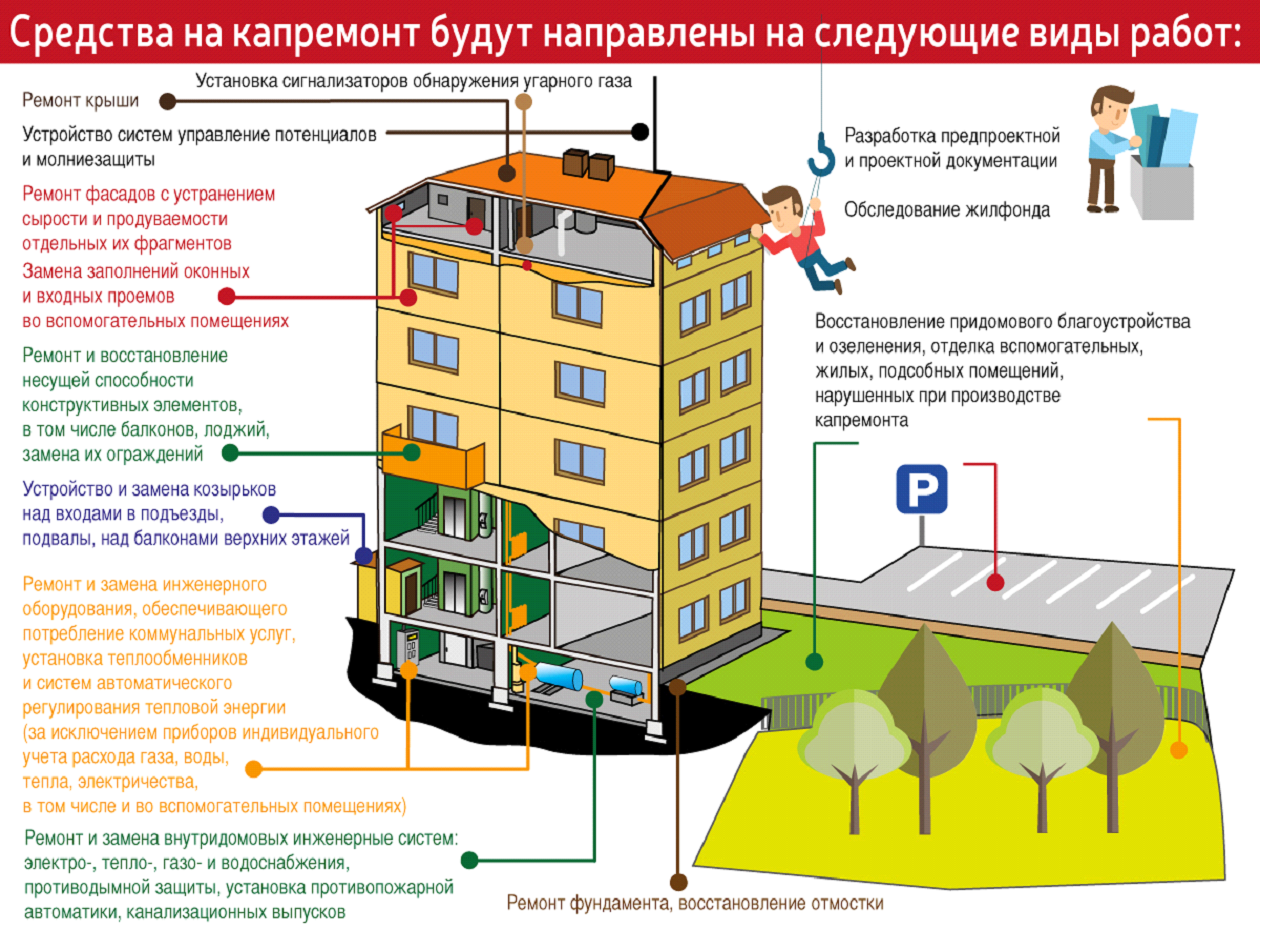 Средства на капремонт будут направлены на следующие виды работ:
Установка сигнализаторов обнаружения угарного газа
Ремонт крыши
Устройство систем управление потенциалов
и молниезащиты
Ремонт фасадов с устранением
сырости и продуваемости
отдельных их фрагментов
Замена заполнений оконных
и входных проемов
во вспомогательных помещениях
Ремонт и восстановление
несущей способности
конструктивных элементов,
в том числе балконов, лоджий,
замена их ограждений
Устройство и замена козырьков
над входами в подъезды,
подвалы, над балконами верхних этажей
Ремонт и замена инженерного
оборудования, обеспечивающего
потребление коммунальных услуг,
установка теплообменников
и систем автоматического
регулирования тепловой энергии
(за исключением приборов индивидуального
учета расхода газа, воды,
тепла, электричества,
в том числе и во вспомогательных помещениях)
Ремонт и замена внутридомовых инженерные систем:
электро-, тепло-, газо- и водоснабжения,
противодымной защиты, установка противопожарной
автоматики, канализационных выпусков
Разработка предпроектной
и проектной документации
Обследование жилфонда
Восстановление придомового благоустройства
и озеленения, отделка вспомогательных,
жилых, подсобных помещений,
нарушенных при производстве
капремонта
P
Ремонт фундамента, восстановление отмостки